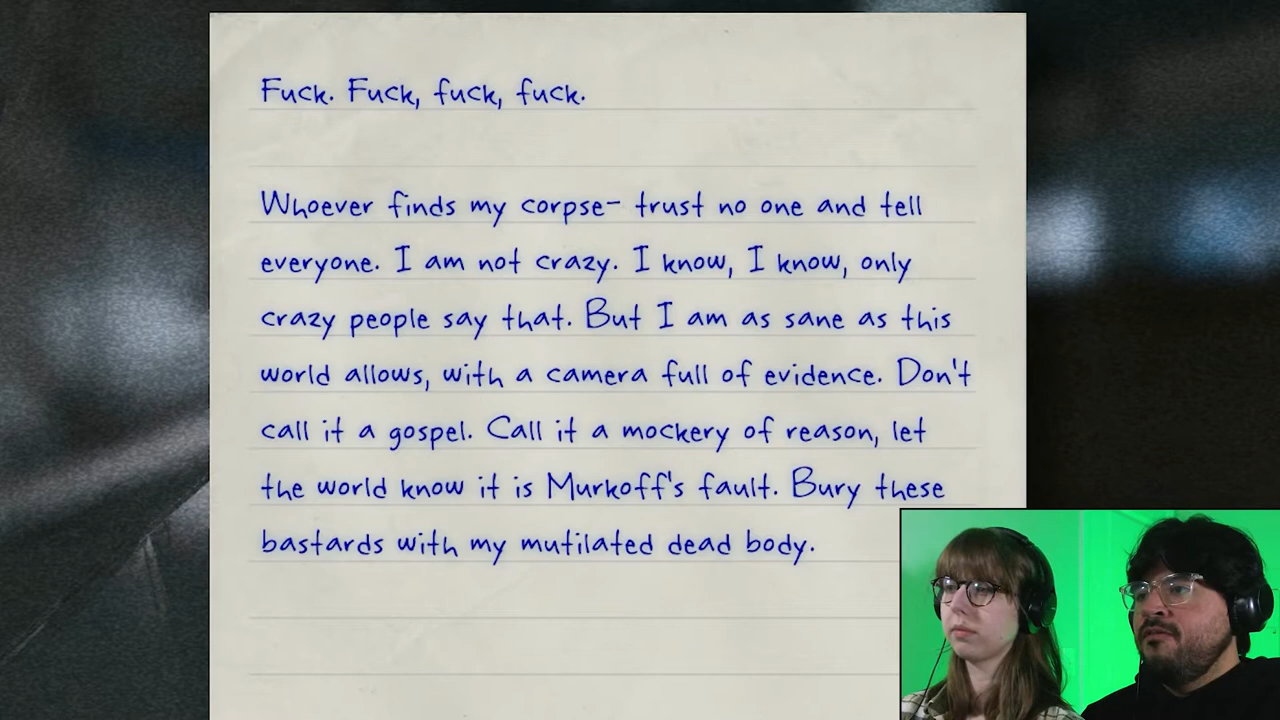 Fuck. Fuck, fuck, fuck.
Whoever finds my corpse- trust no one and tell
everyone. I am not crazy. I know, I know, only
crazy people say that. But I am as sane as this
world allows, with a camera full of evidence. Don't
call it a gospel. Call it a mockery of reason, let
the world know it is Murkoff's fault. Bury these
bastards with my mutilated dead body.